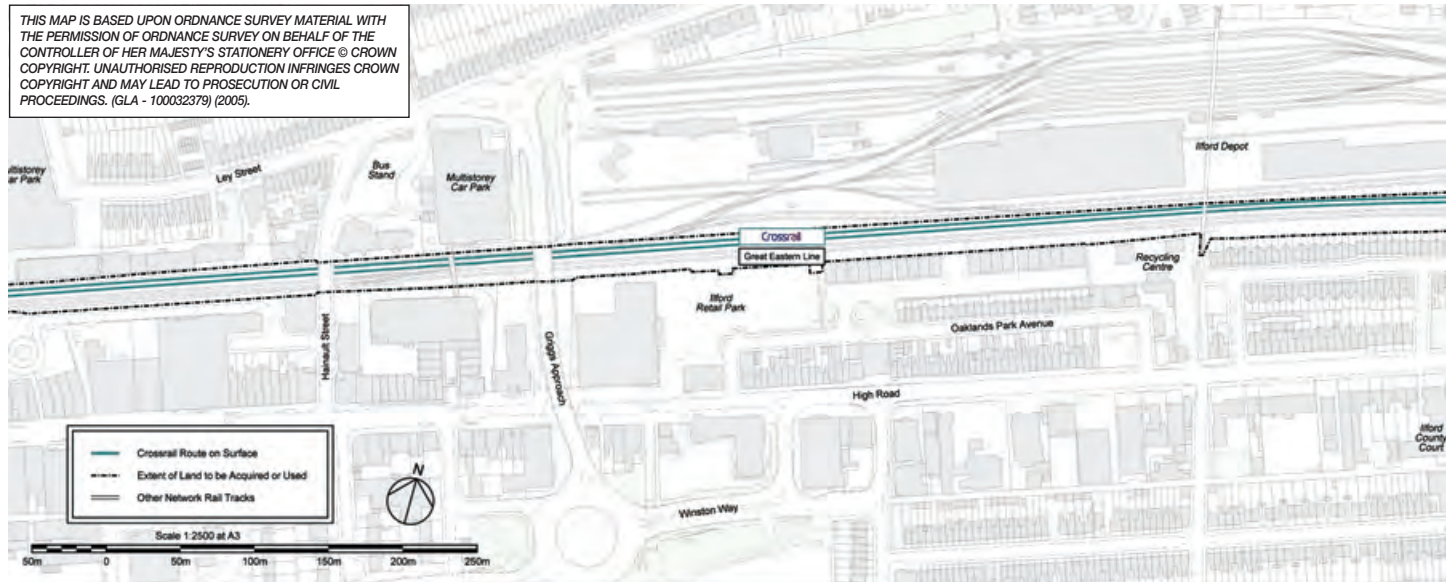 THIS MAP IS BASED UPON ORDNANCE SURVEY MATERIAL WITH
THE PERMISSION OF ORDNANCE SURVEY ON BEHALF OF THE
CONTROLLER OF HER MAJESTY'S STATIONERY OFFICE © CROWN
COPYRIGHT. UNAUTHORISED REPRODUCTION INFRINGES CROWN
COPYRIGHT AND MAY LEAD TO PROSECUTION OR CIVIL
PROCEEDINGS. (GLA - 100032379) (2005).
ultistorey
ar Park
Ley Street
Bus
Stand
Multistorey
Car Park
Ilford Depot
Crossrail
Great Eastern Line
Recycling
Centre
Ilford
Retail Park
Hainault Street
Griggs Approach
Oaklands Park Avenue
High Road
Ilford
County
Court
Winston Way
Crossrail Route on Surface
Extent of Land to be Acquired or Used
Other Network Rail Tracks
N
Scale 1:2500 at A3
50m 0 50m 100m 150m 200m 250m